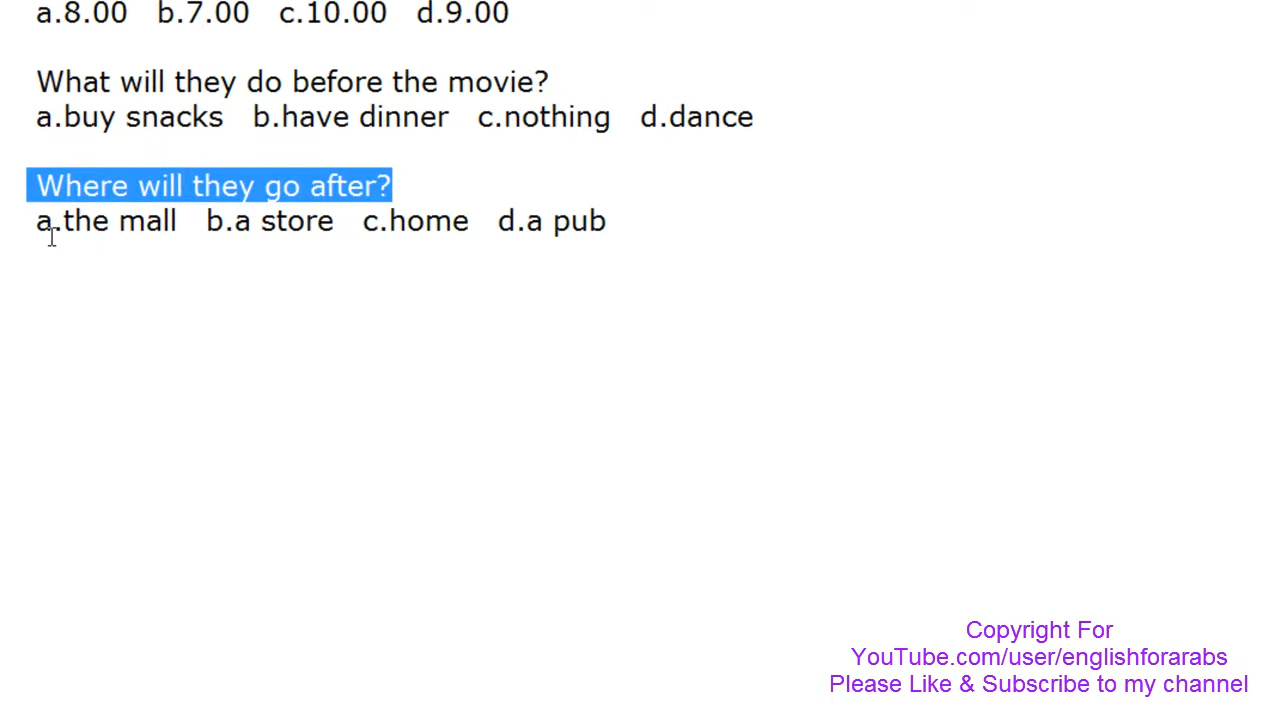 a.8.00 b.7.00 c.10.00 d.9.00
What will they do before the movie?
a.buy snacks b.have dinner c.nothing d.dance
Where will they go after?
a.the mall b.a store c.home d.a pub
Copyright For
YouTube.com/user/englishforarabs
Please Like & Subscribe to my channel